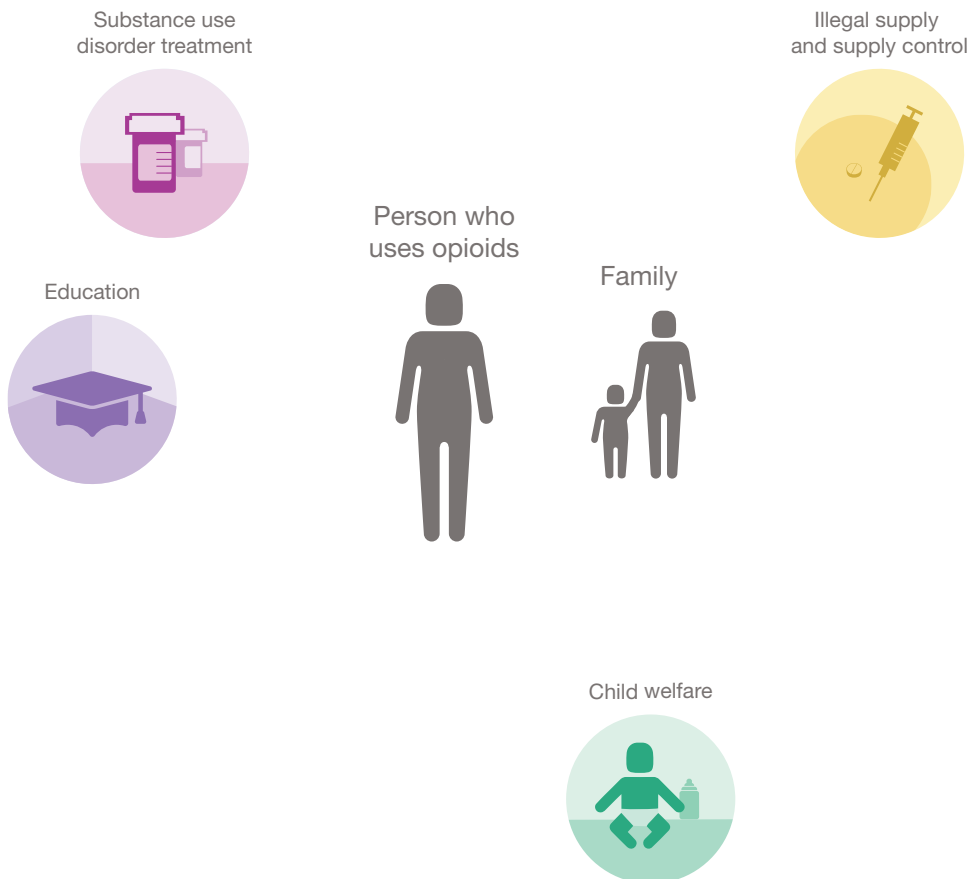 Substance use
disorder treatment
Illegal supply
and supply control
Person who
uses opioids
Family
Education
Child welfare